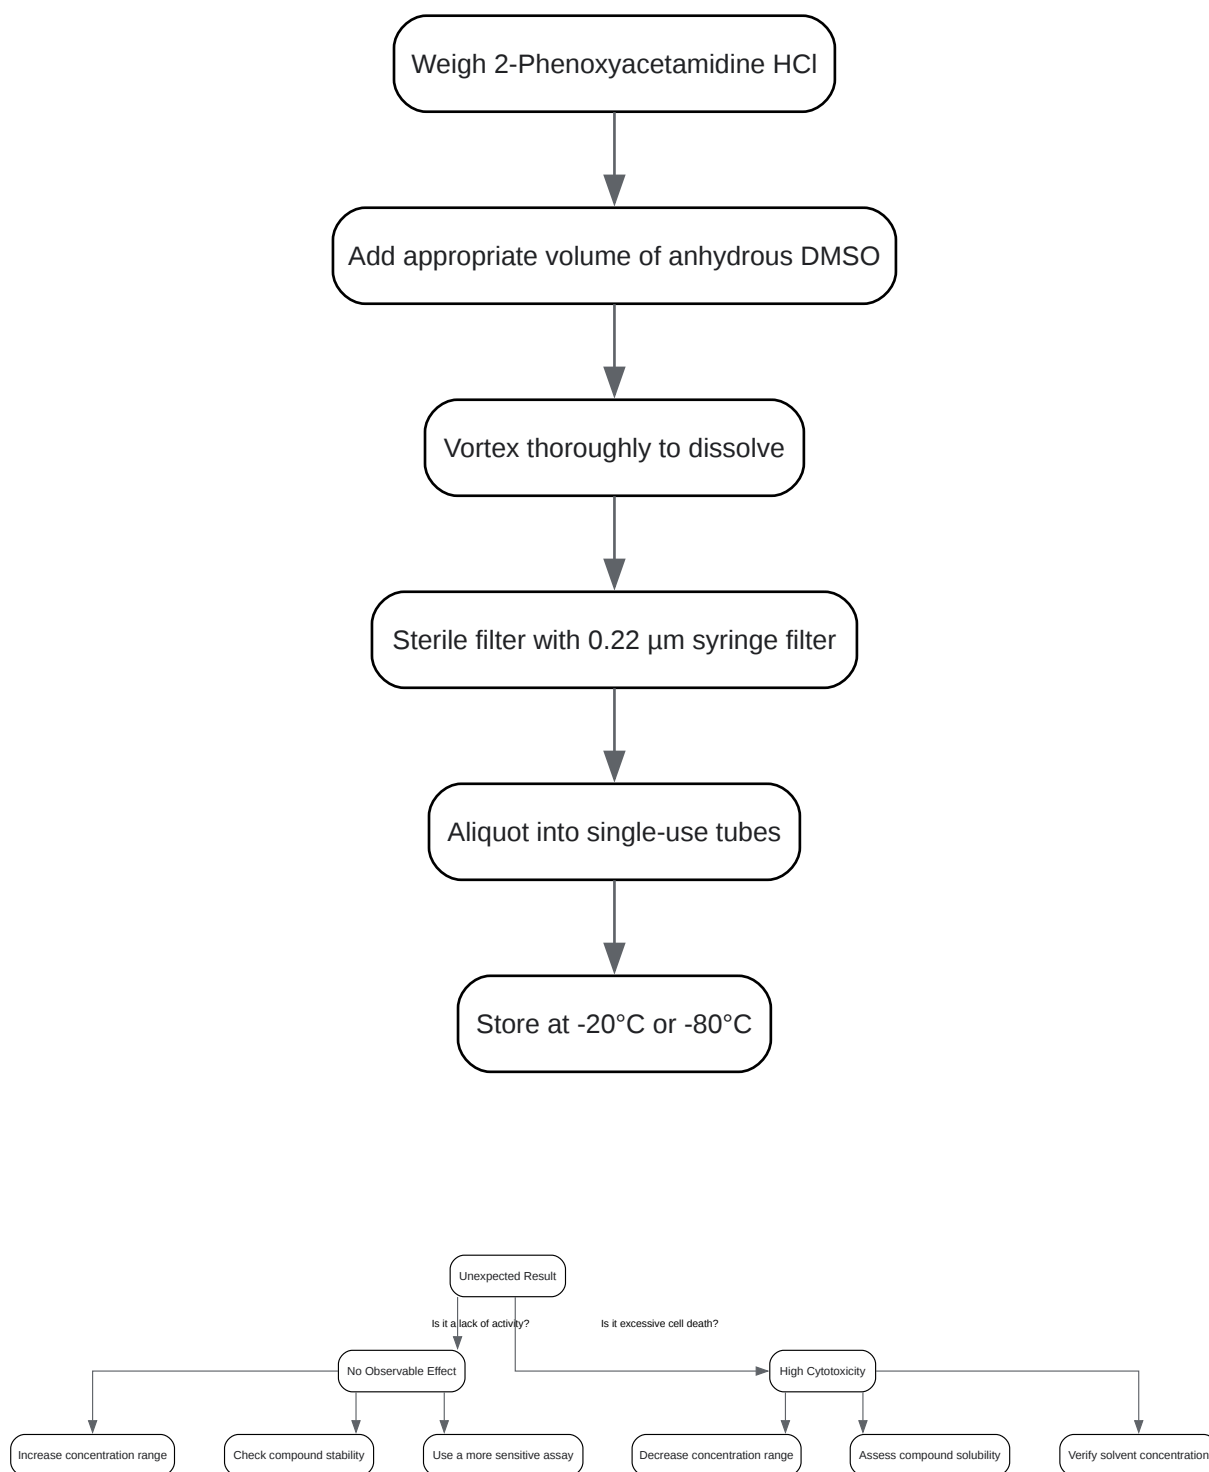 Weigh 2-Phenoxyacetamidine HCl
Add appropriate volume of anhydrous DMSO
Vortex thoroughly to dissolve
Sterile filter with 0.22 µm syringe filter
Aliquot into single-use tubes
Store at -20°C or -80°C
Unexpected Result
Is it a lack of activity?
Is it excessive cell death?
No Observable Effect
High Cytotoxicity
Increase concentration range
Check compound stability
Use a more sensitive assay
Decrease concentration range
Assess compound solubility
Verify solvent concentration